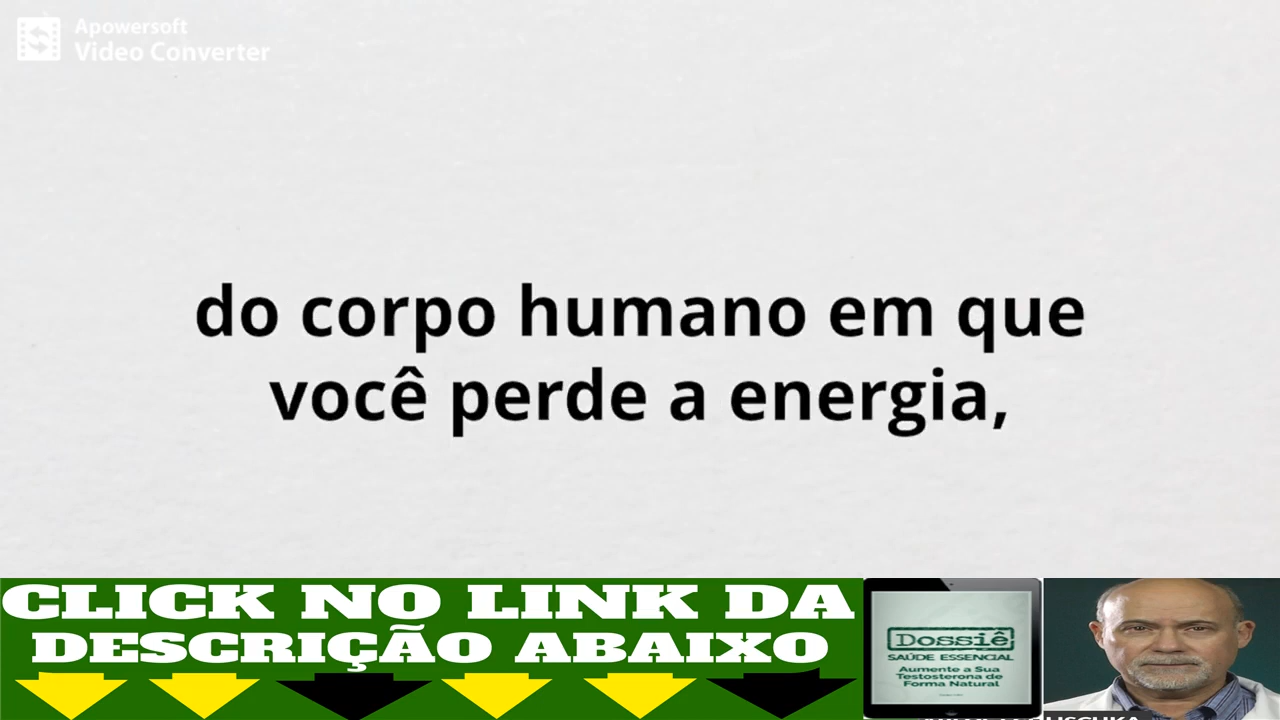 Apowersoft
Video Converter
do corpo humano em que
você perde a energia,
CLICK NO LINK DA
DESCRIÇÃO ABAIXO
Dossiê
SAÚDE ESSENCIAL
Aumente a Sua
Testosterona de
Forma Natural